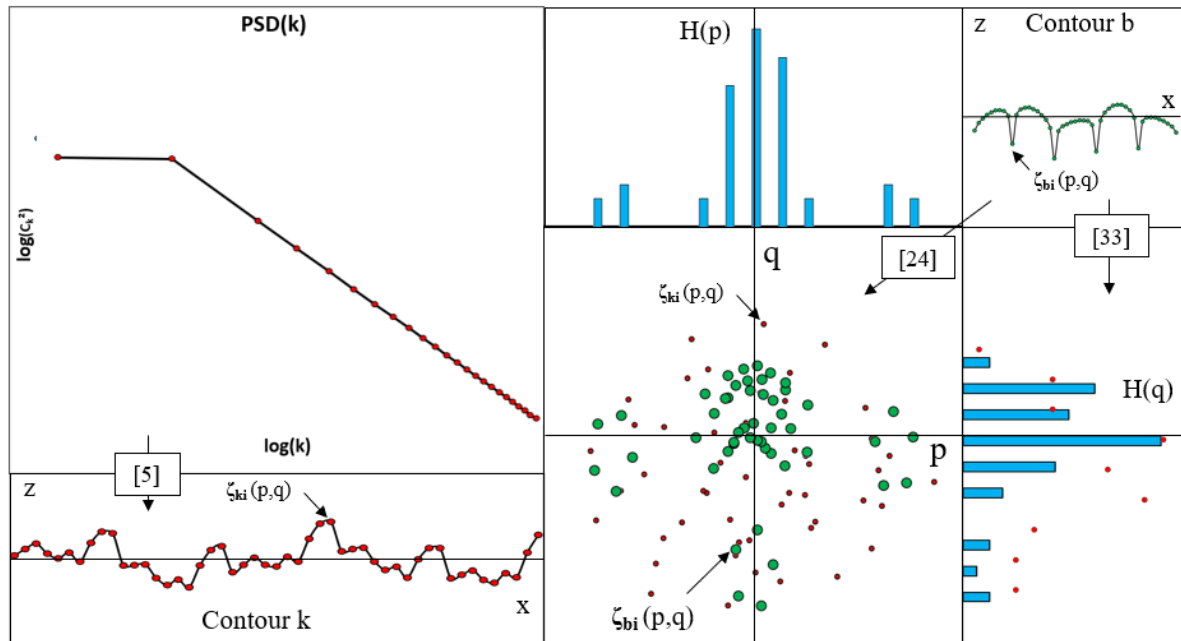 PSD(k)
log(cₖ²)
log(k)
[5]
z
ζki (p,q)
Contour k
x
H(p)
z
Contour b
x
ζbi (p,q)
[24]
[33]
q
ζki (p,q)
p
H(q)
ζbi (p,q)